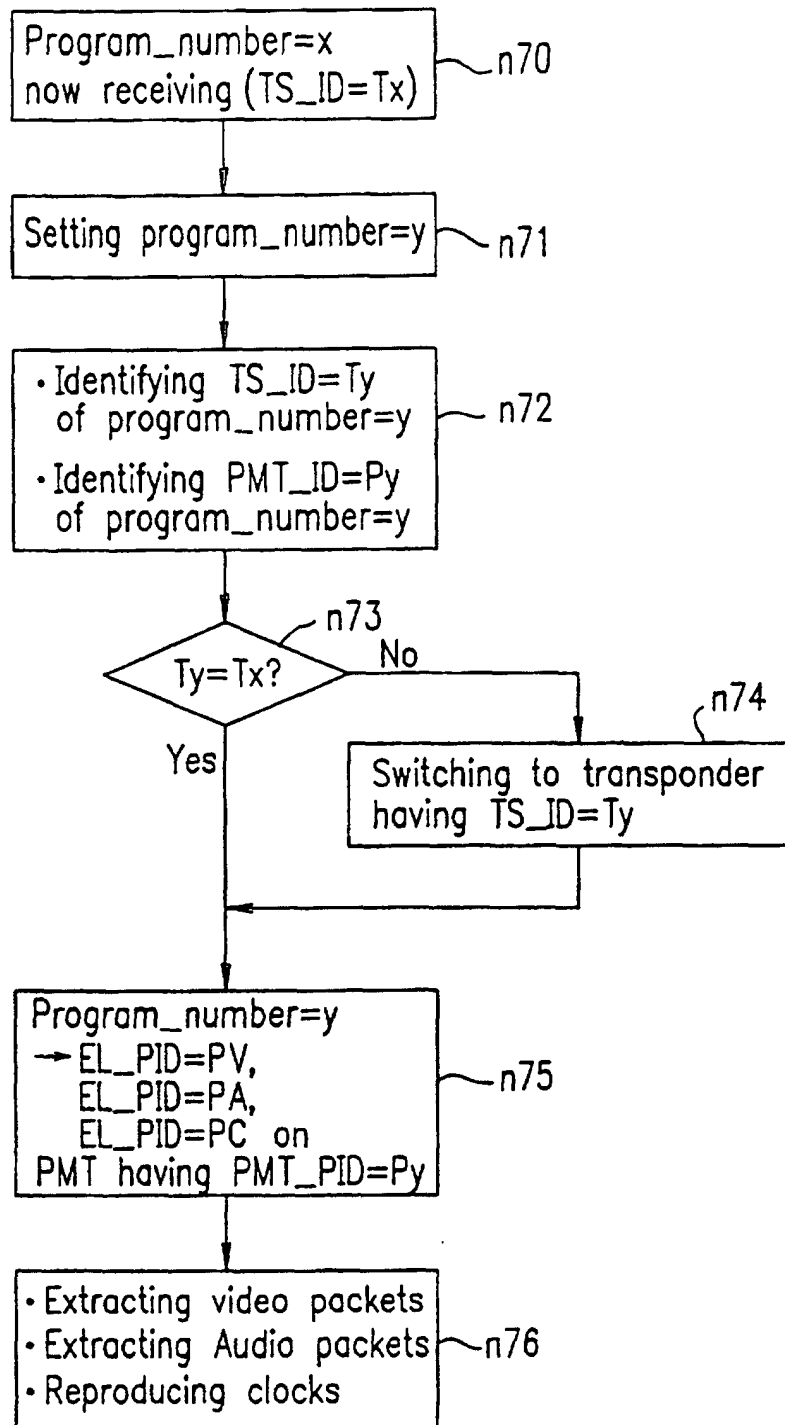 Program_number=x
now receiving (TS_ID=Tx)
n70
Setting program_number=y
n71
· Identifying TS_ID=Ty
of program_number=y
· Identifying PMT_ID=Py
of program_number=y
n72
n73
Ty=Tx?
No
Yes
n74
Switching to transponder
having TS_ID=Ty
Program_number=y
→ EL_PID=PV,
EL_PID=PA,
EL_PID=PC on
PMT having PMT_PID=Py
n75
· Extracting video packets
· Extracting Audio packets
· Reproducing clocks
n76